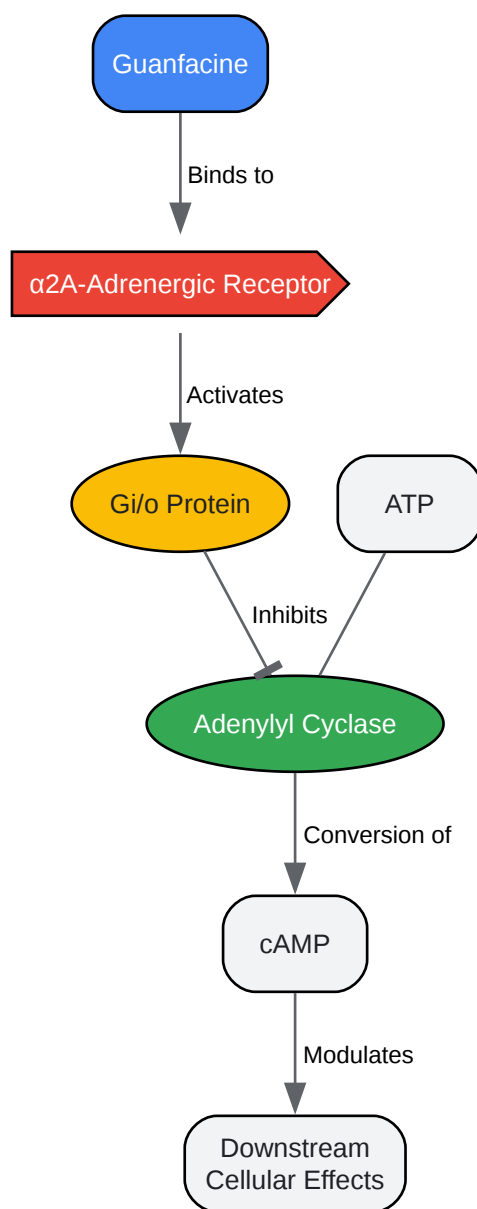 Guanfacine
Binds to
α2A-Adrenergic Receptor
Activates
Gi/o Protein
ATP
Inhibits
Adenylyl Cyclase
Conversion of
cAMP
Modulates
Downstream
Cellular Effects